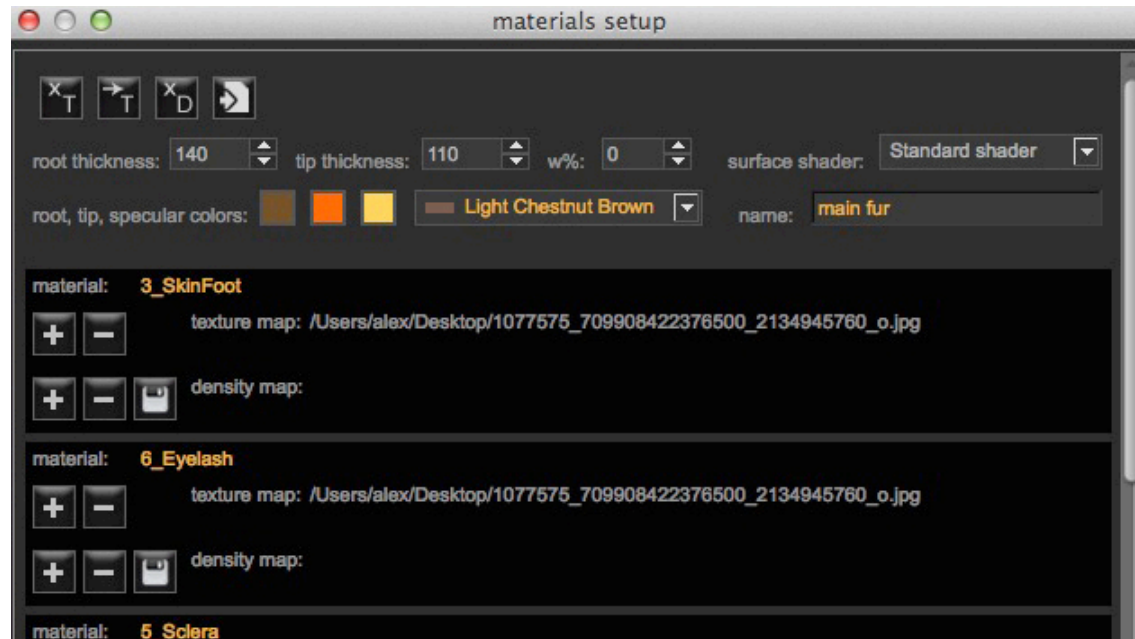 materials setup
x T → T x D
root thickness: 140 tip thickness: 110 w%: 0 surface shader: Standard shader
root, tip, specular colors: Light Chestnut Brown name: main fur
material: 3_SkinFoot
texture map: /Users/alex/Desktop/1077575_709908422376500_2134945760_o.jpg
density map:
material: 6_Eyelash
texture map: /Users/alex/Desktop/1077575_709908422376500_2134945760_o.jpg
density map:
material: 5_Sclera